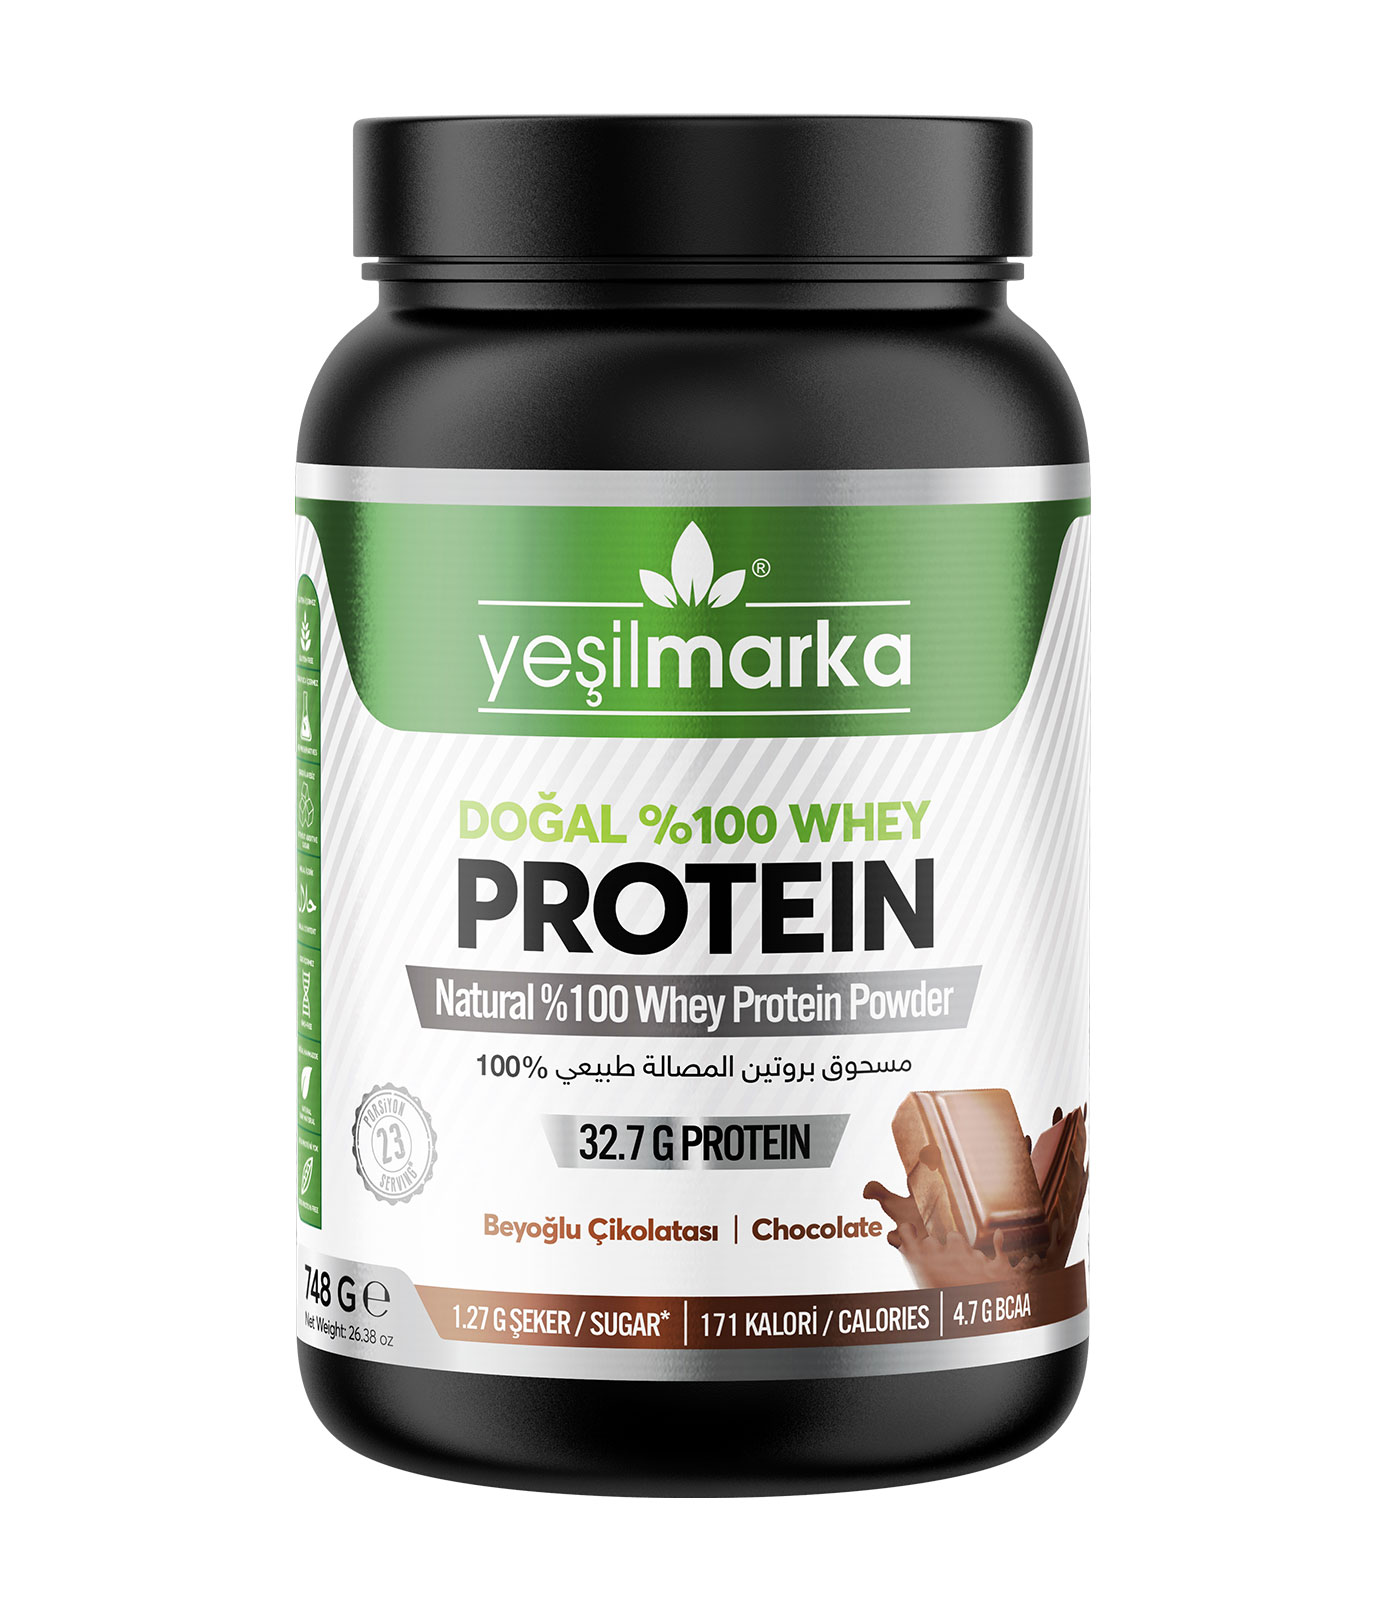 ®
yeşilmarka
DOĞAL %100 WHEY
PROTEIN
Natural %100 Whey Protein Powder
مسحوق بروتين المصالة طبيعي 100%
32.7 G PROTEIN
PORSİYON
23
SERVING*
Beyoğlu Çikolatası | Chocolate
748 G ℮
Net Weight: 26.38 oz
1.27 G ŞEKER / SUGAR* | 171 KALORİ / CALORIES | 4.7 G BCAA